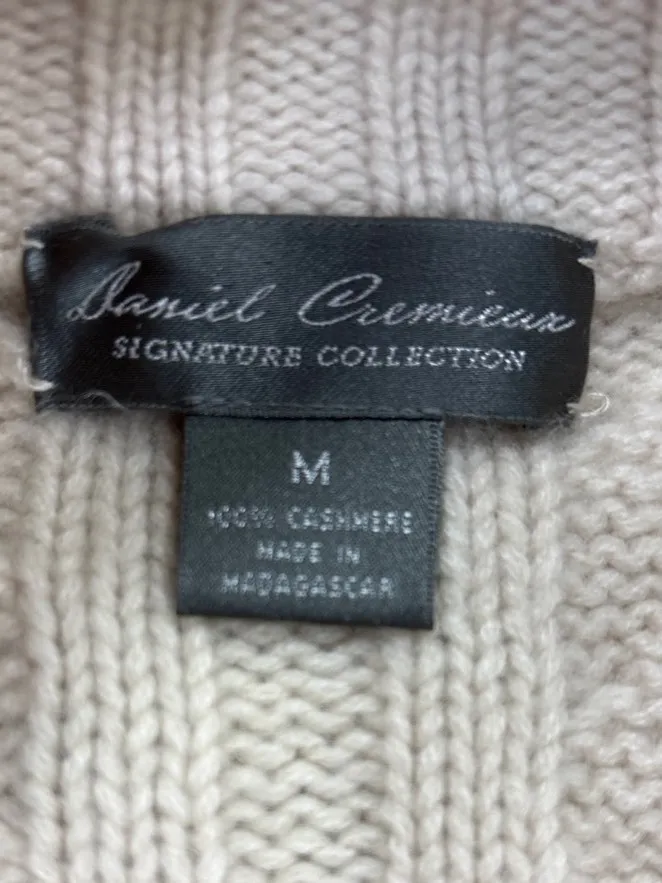 Daniel Cremieux
SIGNATURE COLLECTION
M
100% CASHMERE
MADE IN
MADAGASCAR